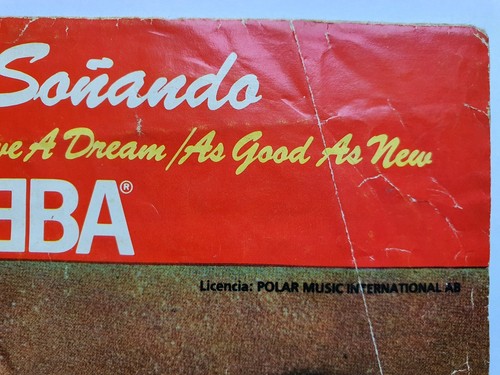 Soñando
ve A Dream / As Good As New
BBA®
Licencia: POLAR MUSIC INTERNATIONAL AB